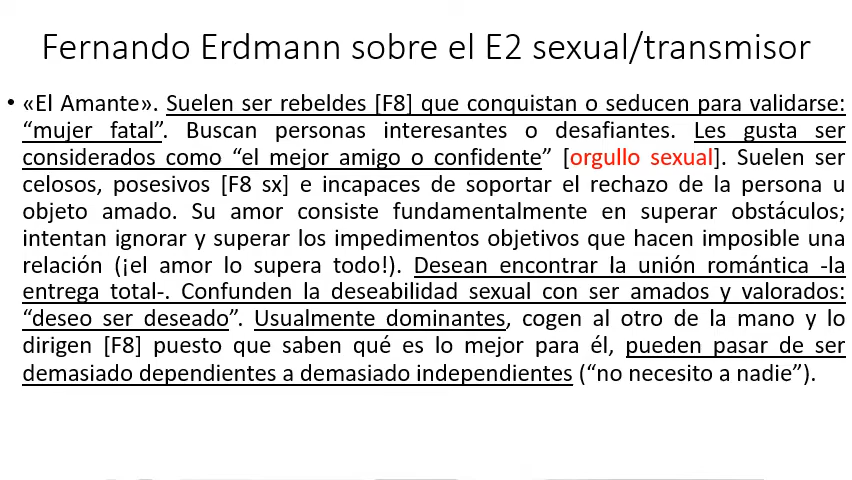 Fernando Erdmann sobre el E2 sexual/transmisor
• «El Amante». Suelen ser rebeldes [F8] que conquistan o seducen para validarse:
“mujer fatal”. Buscan personas interesantes o desafiantes. Les gusta ser
considerados como “el mejor amigo o confidente” [orgullo sexual]. Suelen ser
celosos, posesivos [F8 sx] e incapaces de soportar el rechazo de la persona u
objeto amado. Su amor consiste fundamentalmente en superar obstáculos;
intentan ignorar y superar los impedimentos objetivos que hacen imposible una
relación (¡el amor lo supera todo!). Desean encontrar la unión romántica -la
entrega total-. Confunden la deseabilidad sexual con ser amados y valorados:
“deseo ser deseado”. Usualmente dominantes, cogen al otro de la mano y lo
dirigen [F8] puesto que saben qué es lo mejor para él, pueden pasar de ser
demasiado dependientes a demasiado independientes (“no necesito a nadie”).